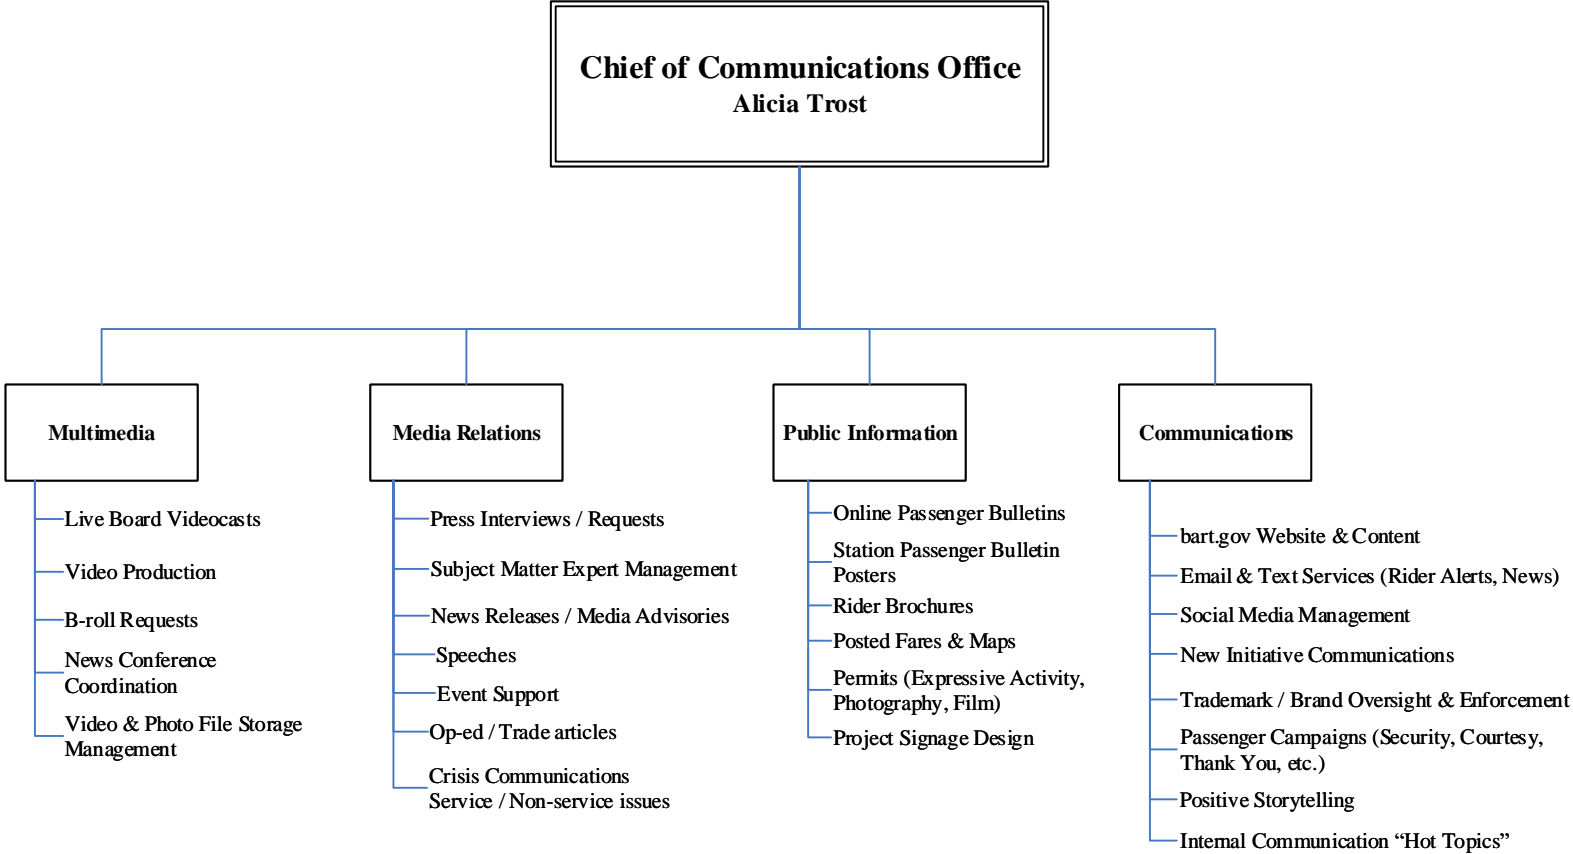 Chief of Communications Office
Alicia Trost
Multimedia
Live Board Videocasts
Video Production
B-roll Requests
News Conference
Coordination
Video & Photo File Storage
Management
Media Relations
Press Interviews / Requests
Subject Matter Expert Management
News Releases / Media Advisories
Speeches
Event Support
Op-ed / Trade articles
Crisis Communications
Service / Non-service issues
Public Information
Online Passenger Bulletins
Station Passenger Bulletin
Posters
Rider Brochures
Posted Fares & Maps
Permits (Expressive Activity,
Photography, Film)
Project Signage Design
Communications
bart.gov Website & Content
Email & Text Services (Rider Alerts, News)
Social Media Management
New Initiative Communications
Trademark / Brand Oversight & Enforcement
Passenger Campaigns (Security, Courtesy,
Thank You, etc.)
Positive Storytelling
Internal Communication “Hot Topics”